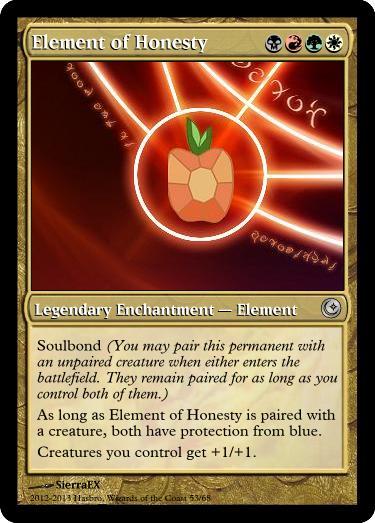 Element of Honesty
Legendary Enchantment — Element
Soulbond (You may pair this permanent with
an unpaired creature when either enters the
battlefield. They remain paired for as long as you
control both of them.)
As long as Element of Honesty is paired with
a creature, both have protection from blue.
Creatures you control get +1/+1.
SierraEX
2012-2013 Hasbro, Wizards of the Coast 53/68